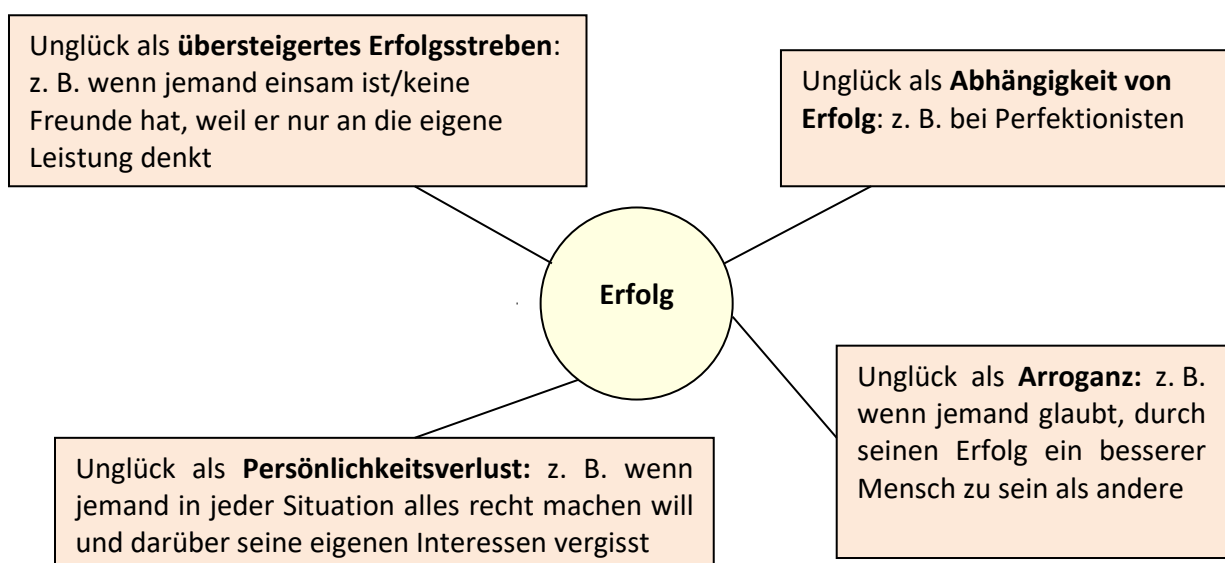 Unglück als übersteigertes Erfolgsstreben:
z. B. wenn jemand einsam ist/keine
Freunde hat, weil er nur an die eigene
Leistung denkt
Unglück als Abhängigkeit von
Erfolg: z. B. bei Perfektionisten
Erfolg
Unglück als Arroganz: z. B.
wenn jemand glaubt, durch
seinen Erfolg ein besserer
Mensch zu sein als andere
Unglück als Persönlichkeitsverlust: z. B. wenn
jemand in jeder Situation alles recht machen will
und darüber seine eigenen Interessen vergisst